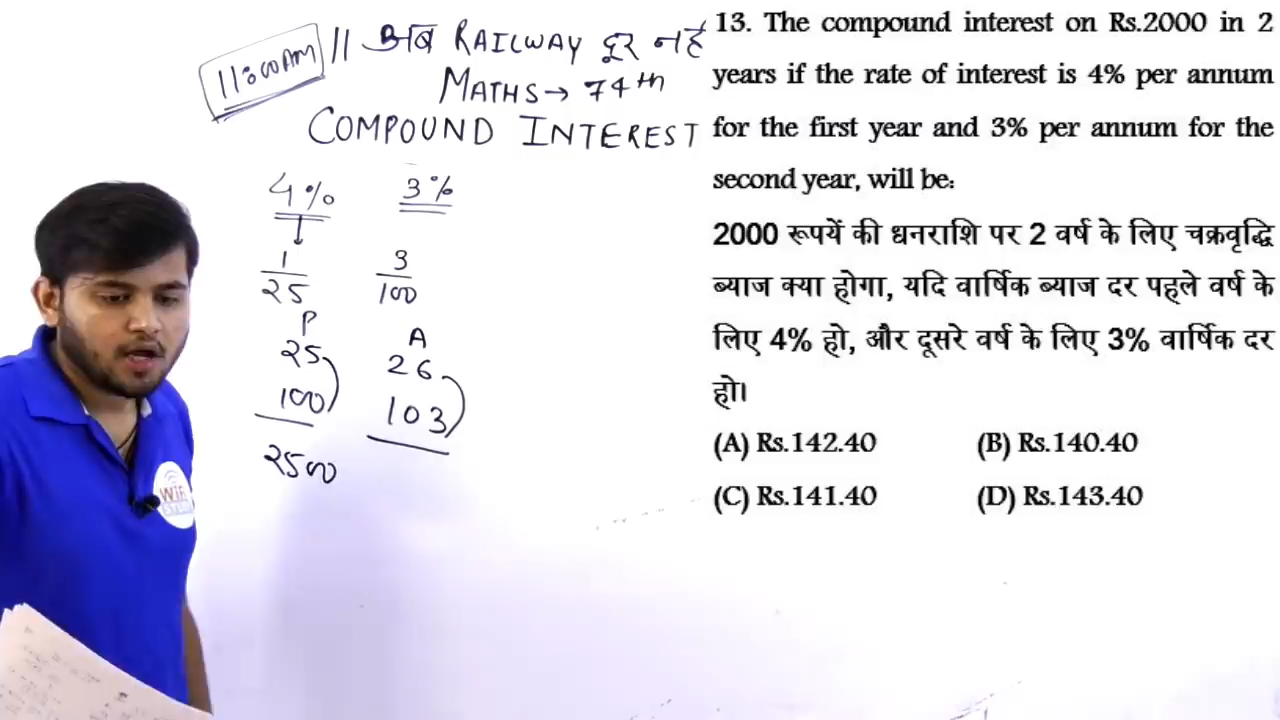 11:00AM
|| अब RAILWAY दूर नहीं
MATHS → 74th
COMPOUND INTEREST
4% 3%
1 3
25 100
P A
25 26
100 103
2500
WiFi
13. The compound interest on Rs.2000 in 2
years if the rate of interest is 4% per annum
for the first year and 3% per annum for the
second year, will be:
2000 रूपयें की धनराशि पर 2 वर्ष के लिए चक्रवृद्धि
ब्याज क्या होगा, यदि वार्षिक ब्याज दर पहले वर्ष के
लिए 4% हो, और दूसरे वर्ष के लिए 3% वार्षिक दर
हो।
(A) Rs.142.40 (B) Rs.140.40
(C) Rs.141.40 (D) Rs.143.40